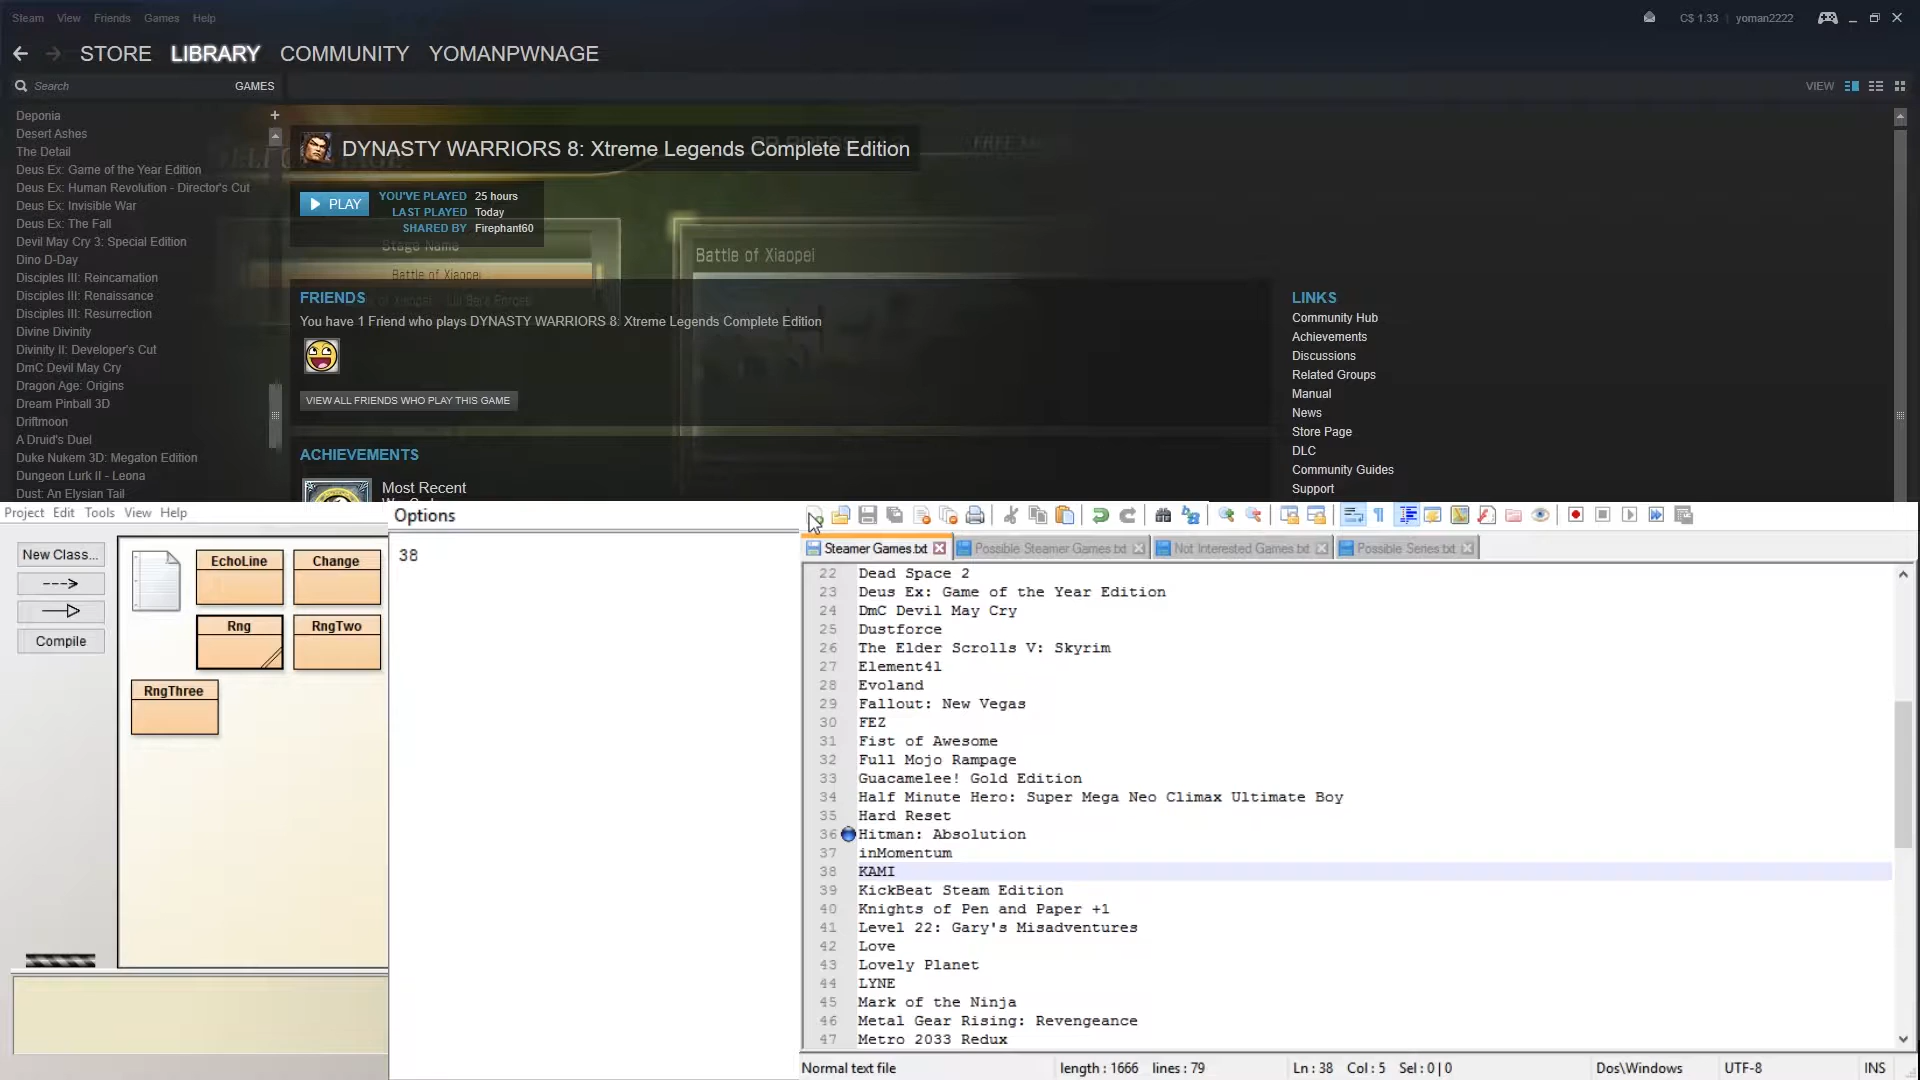 Steam View Friends Games Help
C$ 1.33 yoman2222
STORE LIBRARY COMMUNITY YOMANPWNAGE
Search GAMES VIEW
Deponia
Desert Ashes
The Detail
Deus Ex: Game of the Year Edition
Deus Ex: Human Revolution - Director's Cut
Deus Ex: Invisible War
Deus Ex: The Fall
Devil May Cry 3: Special Edition
Dino D-Day
Disciples III: Reincarnation
Disciples III: Renaissance
Disciples III: Resurrection
Divine Divinity
Divinity II: Developer's Cut
DmC Devil May Cry
Dragon Age: Origins
Dream Pinball 3D
Driftmoon
A Druid's Duel
Duke Nukem 3D: Megaton Edition
Dungeon Lurk II - Leona
Dust: An Elysian Tail
DYNASTY WARRIORS 8: Xtreme Legends Complete Edition
PLAY
YOU'VE PLAYED 25 hours
LAST PLAYED Today
SHARED BY Firephant60
Stage Name
Battle of Xiaopei
Battle of Xiaopei
FRIENDS
You have 1 Friend who plays DYNASTY WARRIORS 8: Xtreme Legends Complete Edition
VIEW ALL FRIENDS WHO PLAY THIS GAME
ACHIEVEMENTS
Most Recent
LINKS
Community Hub
Achievements
Discussions
Related Groups
Manual
News
Store Page
DLC
Community Guides
Support
Project Edit Tools View Help
New Class...
Compile
EchoLine
Change
Rng
RngTwo
RngThree
Options
38
Steamer Games.txt Possible Steamer Games.txt Not Interested Games.txt Possible Series.txt
22 Dead Space 2
23 Deus Ex: Game of the Year Edition
24 DmC Devil May Cry
25 Dustforce
26 The Elder Scrolls V: Skyrim
27 Element4l
28 Evoland
29 Fallout: New Vegas
30 FEZ
31 Fist of Awesome
32 Full Mojo Rampage
33 Guacamelee! Gold Edition
34 Half Minute Hero: Super Mega Neo Climax Ultimate Boy
35 Hard Reset
36 Hitman: Absolution
37 inMomentum
38 KAMI
39 KickBeat Steam Edition
40 Knights of Pen and Paper +1
41 Level 22: Gary's Misadventures
42 Love
43 Lovely Planet
44 LYNE
45 Mark of the Ninja
46 Metal Gear Rising: Revengeance
47 Metro 2033 Redux
Normal text file length : 1666 lines : 79 Ln : 38 Col : 5 Sel : 0 | 0 Dos\Windows UTF-8 INS